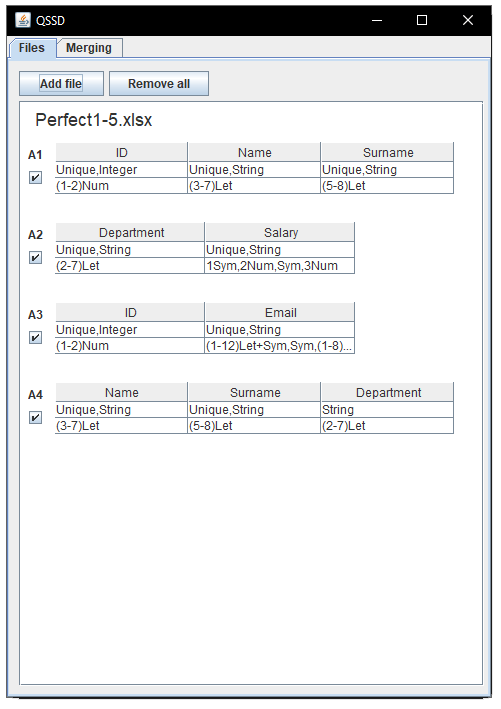 QSSD
Files Merging
Add file Remove all
Perfect1-5.xlsx
A1 ID Name Surname
Unique,Integer Unique,String Unique,String
(1-2)Num (3-7)Let (5-8)Let
A2 Department Salary
Unique,String Unique,String
(2-7)Let 1Sym,2Num,Sym,3Num
A3 ID Email
Unique,Integer Unique,String
(1-2)Num (1-12)Let+Sym,Sym,(1-8)...
A4 Name Surname Department
Unique,String Unique,String String
(3-7)Let (5-8)Let (2-7)Let